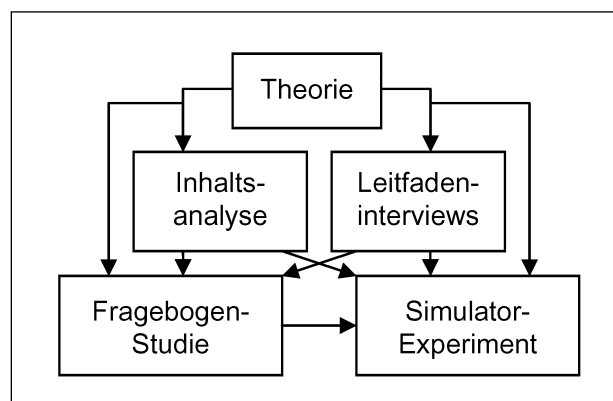 Theorie
Inhalts-
analyse
Leitfaden-
interviews
Fragebogen-
Studie
Simulator-
Experiment